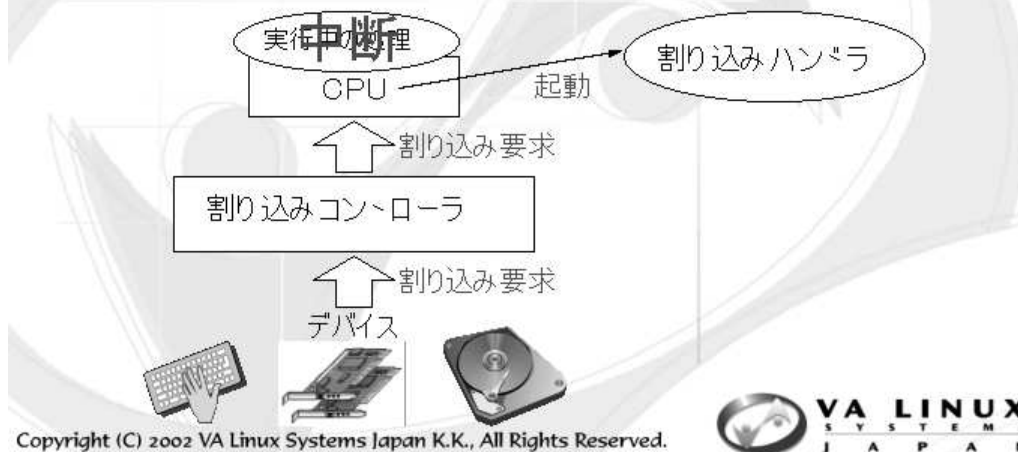 実行中の処理
中断
CPU
起動
割り込みハンドラ
割り込み要求
割り込みコントローラ
割り込み要求
デバイス
Copyright (C) 2002 VA Linux Systems Japan K.K., All Rights Reserved.
VA LINUX
SYSTEM
JAPA